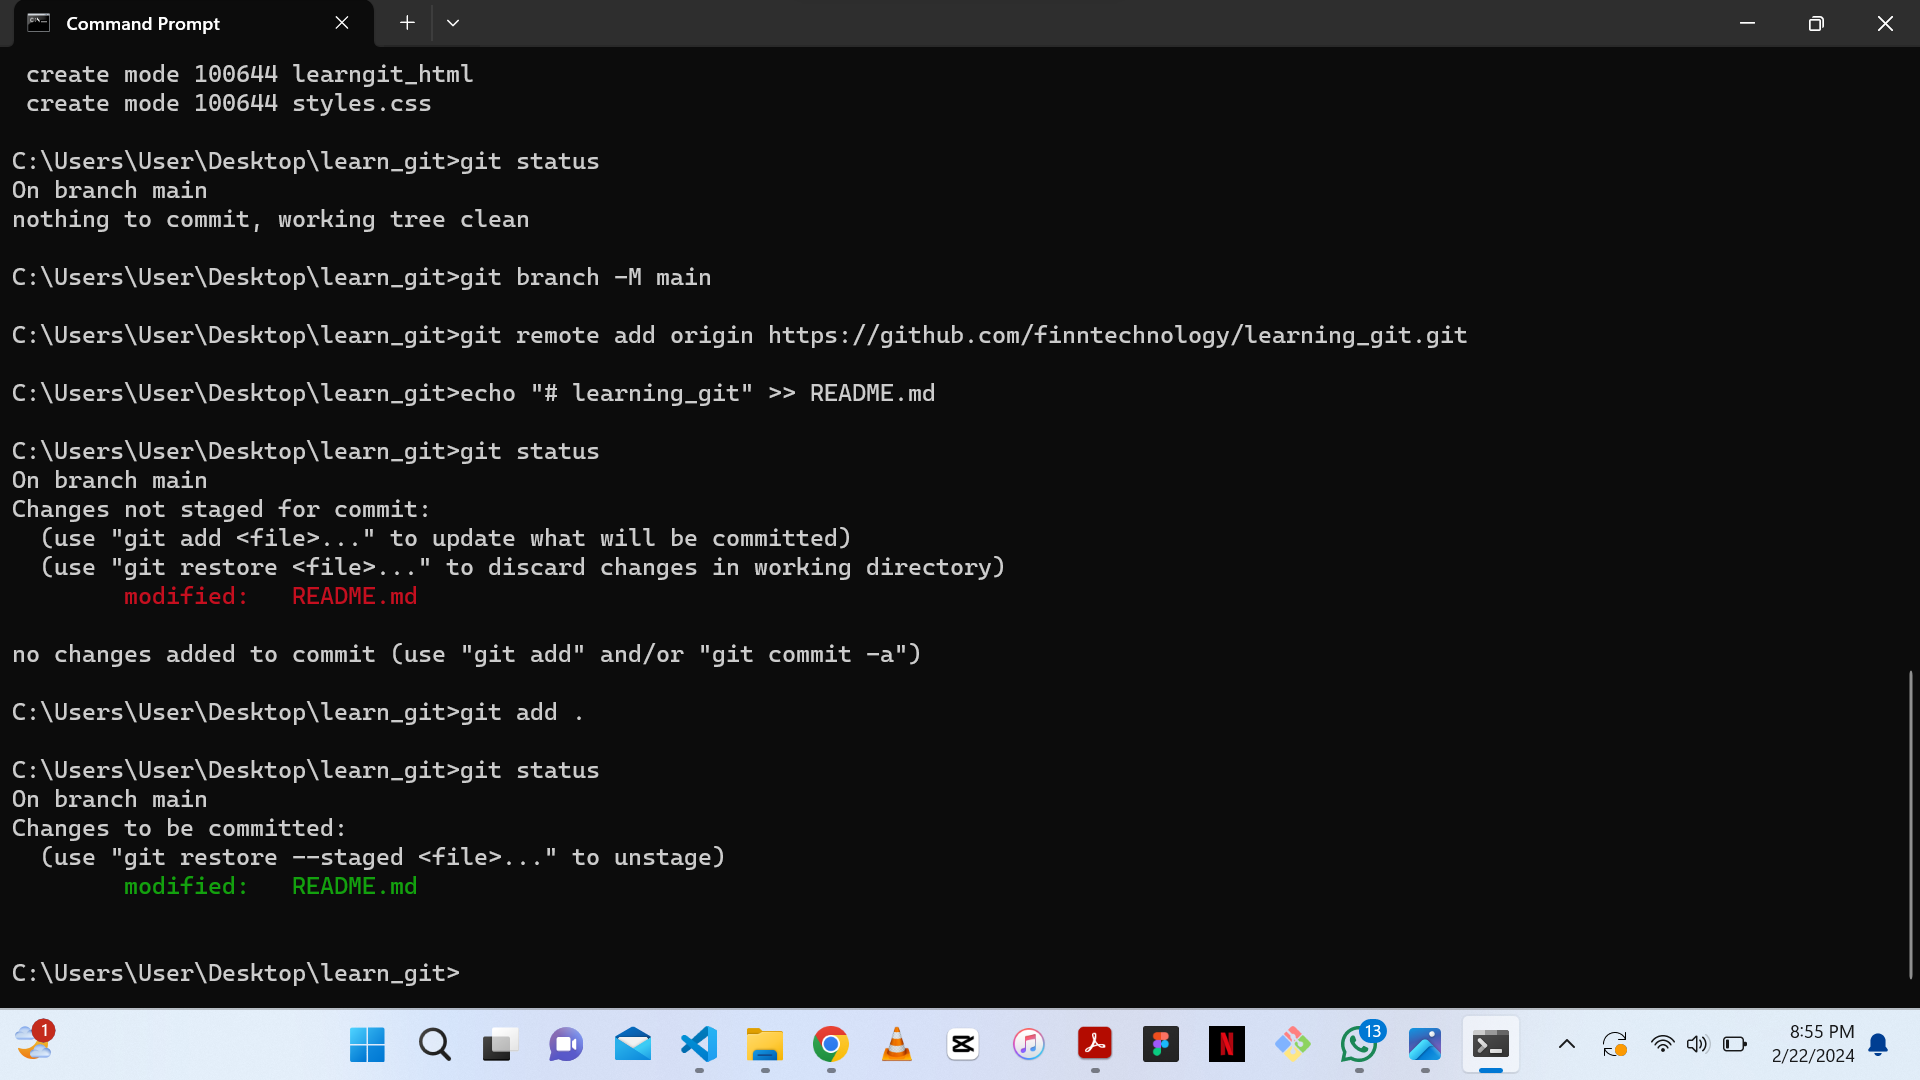 Command Prompt
create mode 100644 learngit_html
create mode 100644 styles.css
C:\Users\User\Desktop\learn_git>git status
On branch main
nothing to commit, working tree clean
C:\Users\User\Desktop\learn_git>git branch -M main
C:\Users\User\Desktop\learn_git>git remote add origin https://github.com/finntechnology/learning_git.git
C:\Users\User\Desktop\learn_git>echo "# learning_git" >> README.md
C:\Users\User\Desktop\learn_git>git status
On branch main
Changes not staged for commit:
  (use "git add <file>..." to update what will be committed)
  (use "git restore <file>..." to discard changes in working directory)
        modified:   README.md
no changes added to commit (use "git add" and/or "git commit -a")
C:\Users\User\Desktop\learn_git>git add .
C:\Users\User\Desktop\learn_git>git status
On branch main
Changes to be committed:
  (use "git restore --staged <file>..." to unstage)
        modified:   README.md
C:\Users\User\Desktop\learn_git>
1
13
8:55 PM
2/22/2024